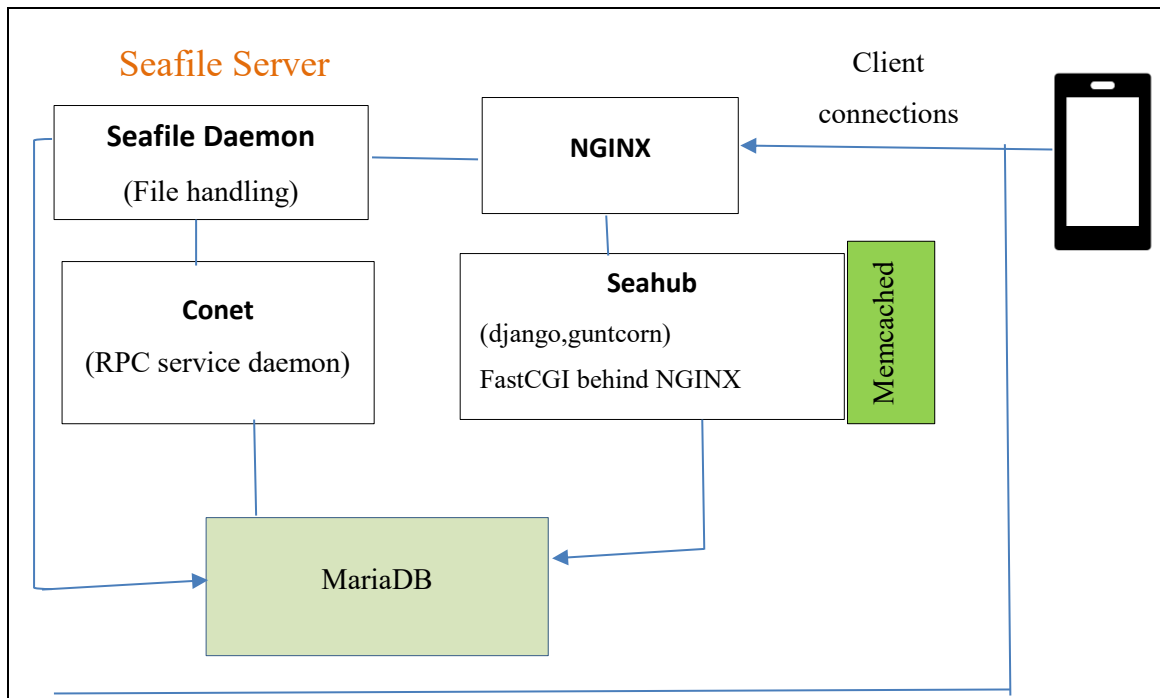 Seafile Server
Client
connections
Seafile Daemon
(File handling)
NGINX
Conet
(RPC service daemon)
Seahub
(django,guntcorn)
FastCGI behind NGINX
Memcached
MariaDB